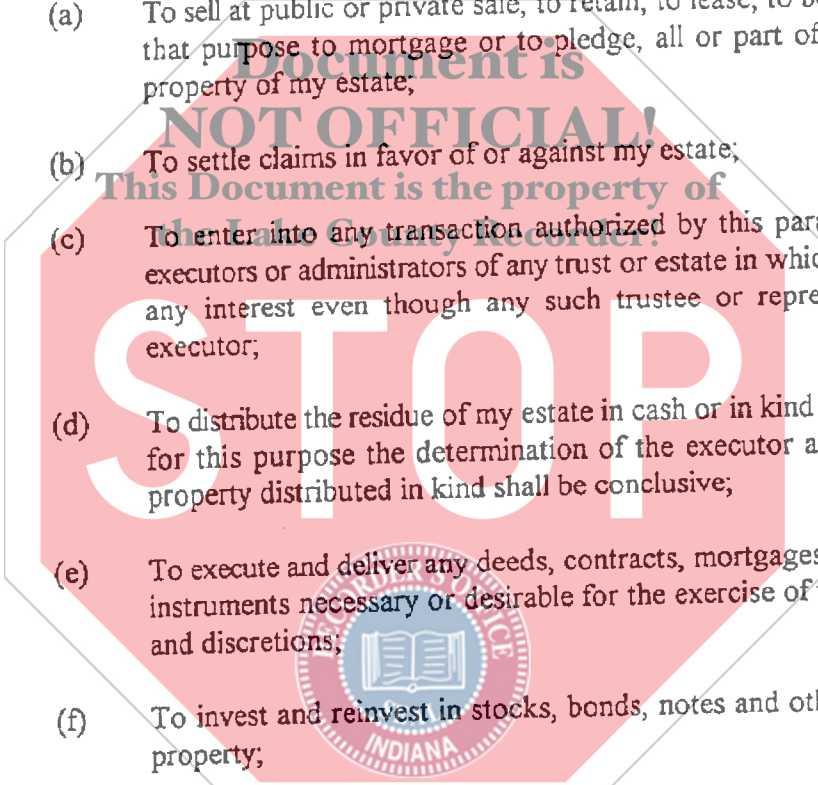 (a) To sell at public or private sale, to retain, to lease, to
that purpose to mortgage or to pledge, all or part of
property of my estate;
(b) To settle claims in favor of or against my estate;
(c) To enter into any transaction authorized by this
executors or administrators of any trust or estate in
any interest even though any such trustee or
executor;
(d) To distribute the residue of my estate in cash or in kind
for this purpose the determination of the executor
property distributed in kind shall be conclusive;
(e) To execute and deliver any deeds, contracts, mortgages
instruments necessary or desirable for the exercise of
and discretions;
(f) To invest and reinvest in stocks, bonds, notes and
property;
Document is
NOT OFFICIAL!
This Document is the property of
the Lake County Recorder!
STOP
RECORDER'S OFFICE
SEAL
INDIANA